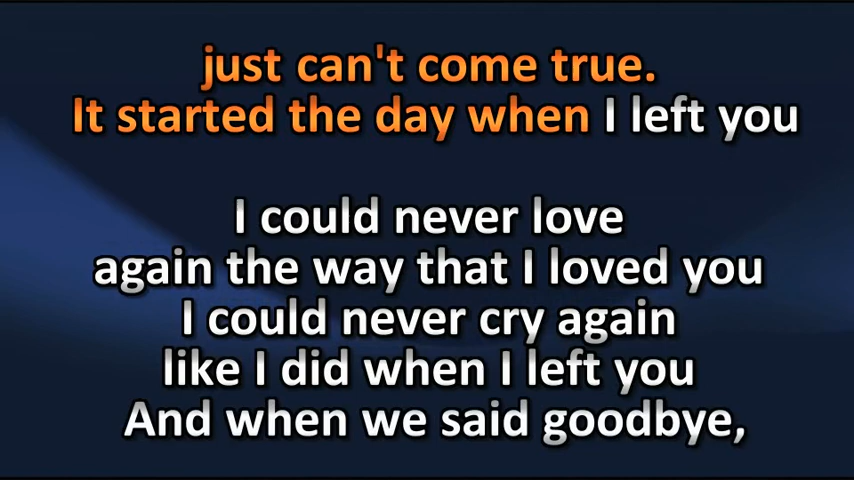 just can't come true.
It started the day when I left you
I could never love
again the way that I loved you
I could never cry again
like I did when I left you
And when we said goodbye,